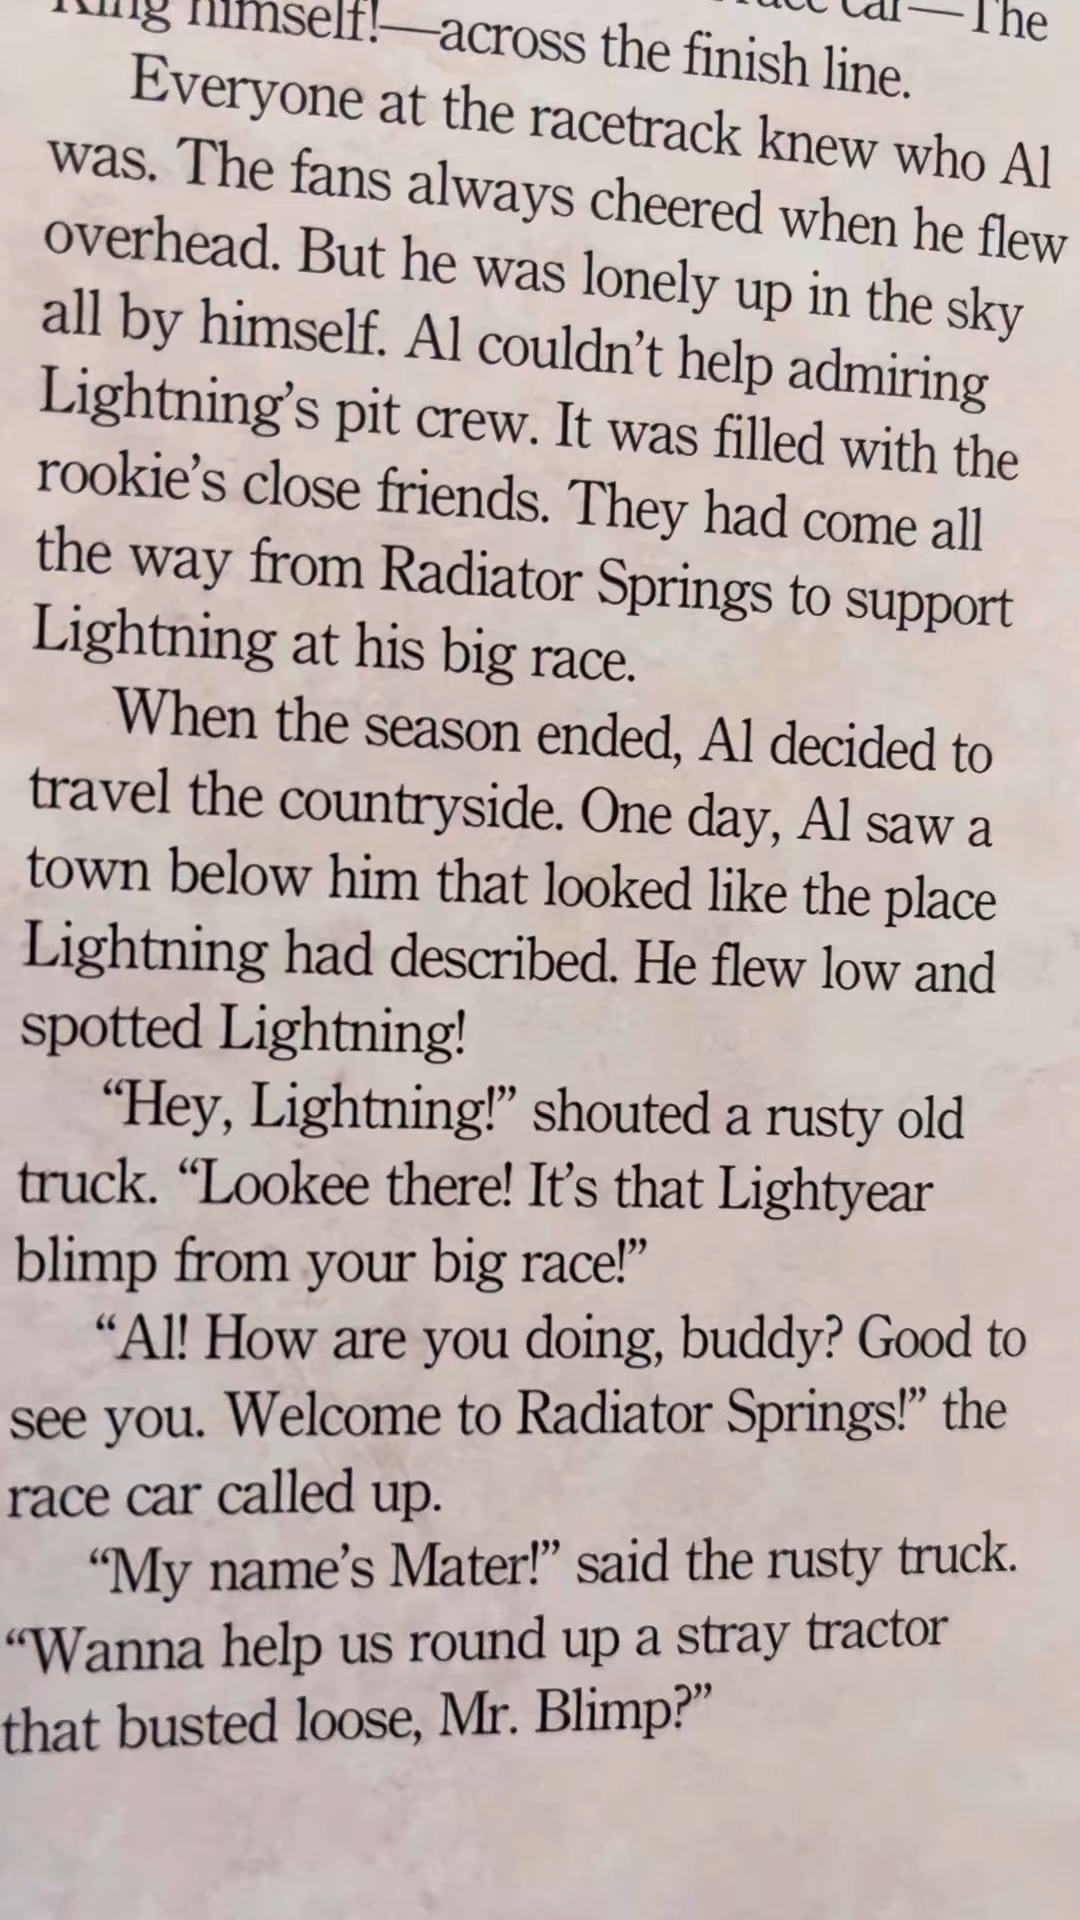 King himself!—across the finish line.
car—The
Everyone at the racetrack knew who Al
was. The fans always cheered when he flew
overhead. But he was lonely up in the sky
all by himself. Al couldn’t help admiring
Lightning’s pit crew. It was filled with the
rookie’s close friends. They had come all
the way from Radiator Springs to support
Lightning at his big race.
When the season ended, Al decided to
travel the countryside. One day, Al saw a
town below him that looked like the place
Lightning had described. He flew low and
spotted Lightning!
“Hey, Lightning!” shouted a rusty old
truck. “Lookee there! It’s that Lightyear
blimp from your big race!”
“Al! How are you doing, buddy? Good to
see you. Welcome to Radiator Springs!” the
race car called up.
“My name’s Mater!” said the rusty truck.
“Wanna help us round up a stray tractor
that busted loose, Mr. Blimp?”